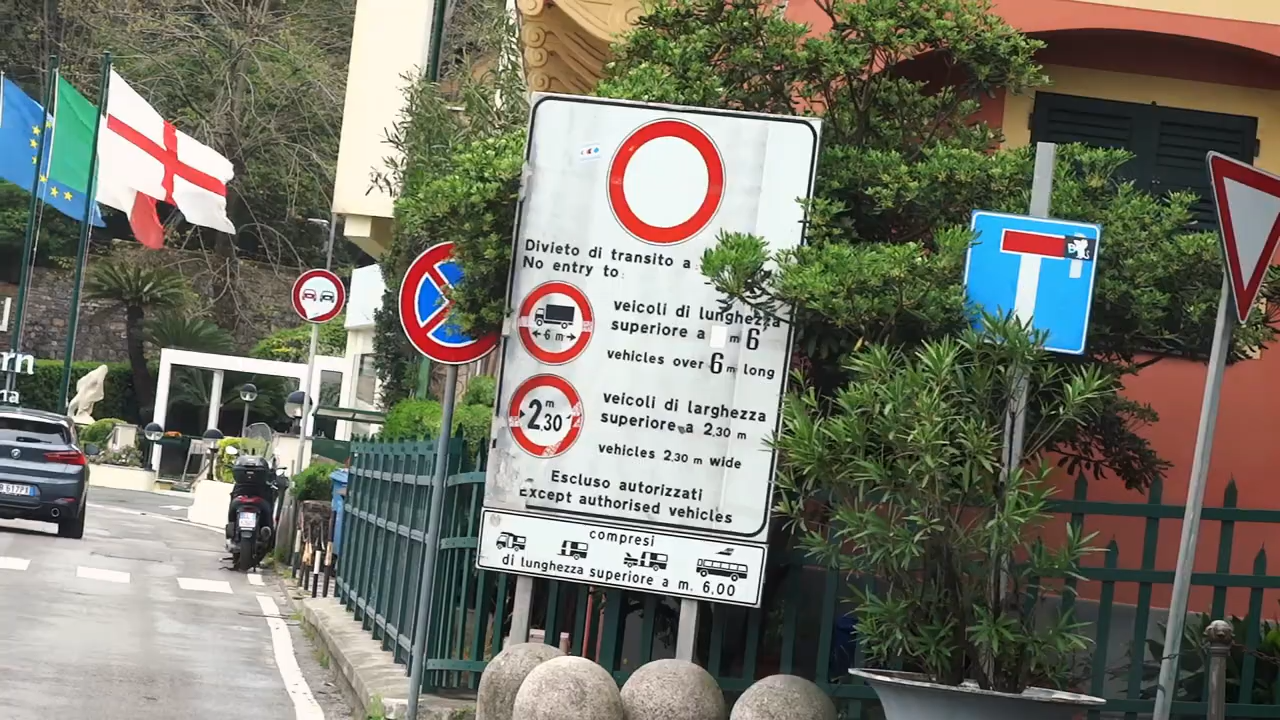 Divieto di transito a:
No entry to:
6 m
veicoli di lunghezza
superiore a m 6
vehicles over 6 m long
2,30 m
veicoli di larghezza
superiore a 2,30 m
vehicles 2,30 m wide
Escluso autorizzati
Except authorised vehicles
compresi
di lunghezza superiore a m. 6,00
rn
na